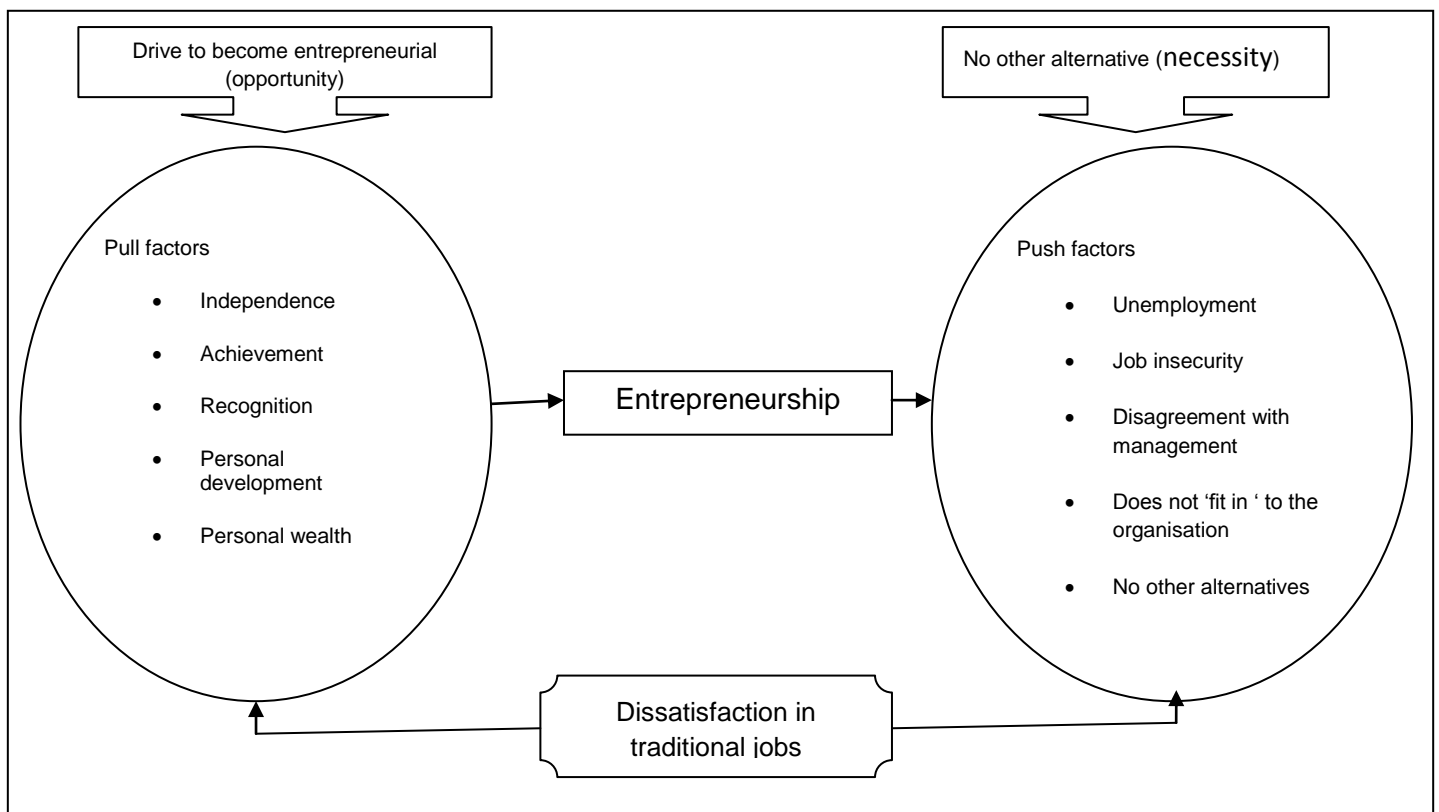 Drive to become entrepreneurial
(opportunity)
No other alternative (necessity)
Pull factors
• Independence
• Achievement
• Recognition
• Personal
development
• Personal wealth
Entrepreneurship
Push factors
• Unemployment
• Job insecurity
• Disagreement with
management
• Does not ‘fit in ‘ to the
organisation
• No other alternatives
Dissatisfaction in
traditional jobs